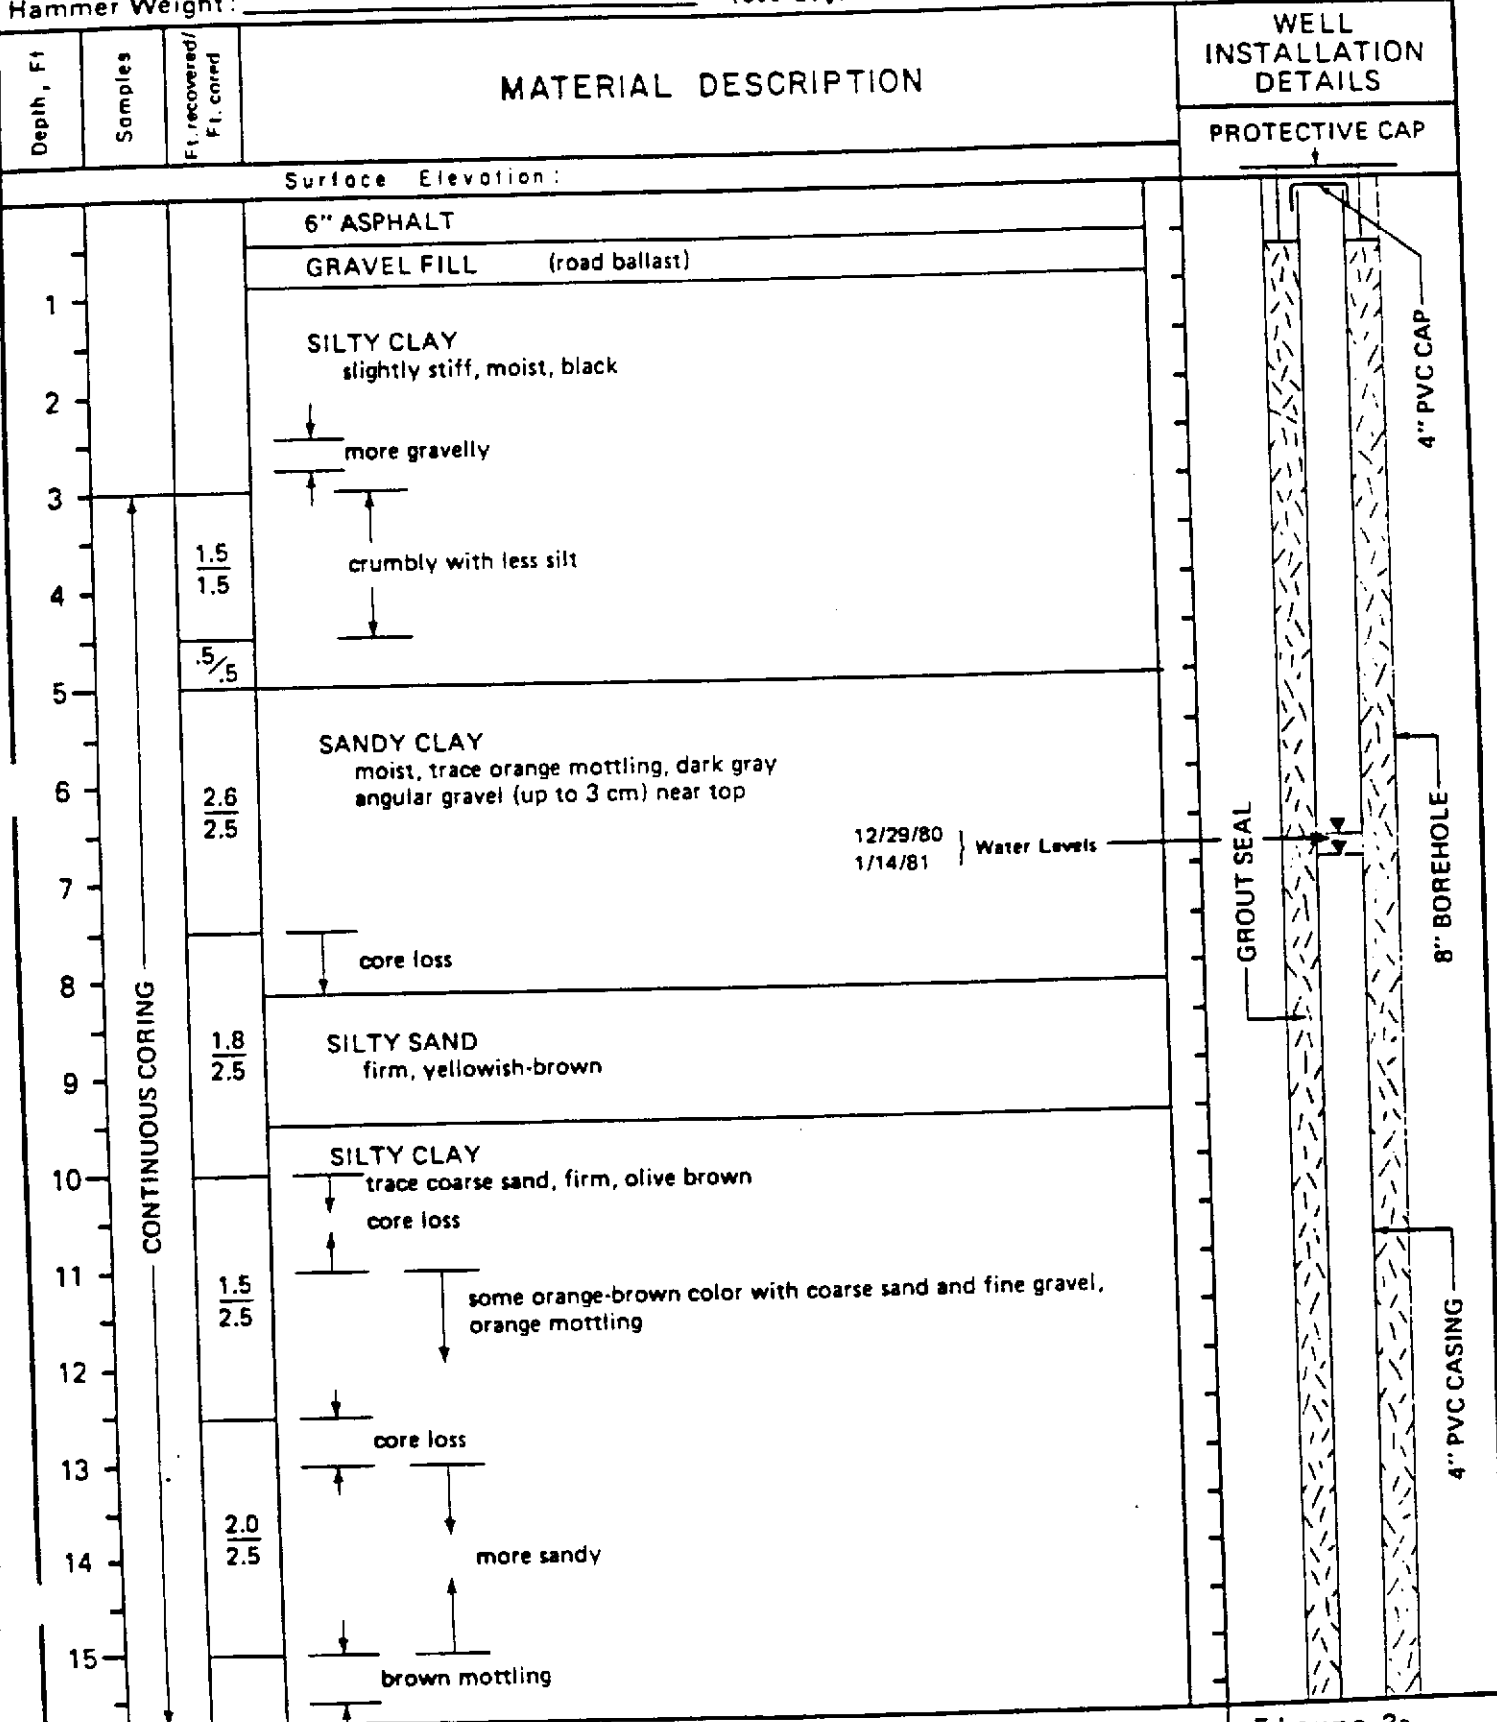 Hammer Weight:
Depth, Ft
Samples
Ft. recovered/
Ft. cored
MATERIAL DESCRIPTION
WELL
INSTALLATION
DETAILS
PROTECTIVE CAP
Surface Elevation:
6" ASPHALT
GRAVEL FILL (road ballast)
1
SILTY CLAY
slightly stiff, moist, black
4" PVC CAP
2
more gravelly
3
1.5
1.5
crumbly with less silt
4
.5/.5
5
SANDY CLAY
moist, trace orange mottling, dark gray
angular gravel (up to 3 cm) near top
6
2.6
2.5
12/29/80
1/14/81
Water Levels
GROUT SEAL
8" BOREHOLE
7
core loss
8
CONTINUOUS CORING
1.8
2.5
SILTY SAND
firm, yellowish-brown
9
SILTY CLAY
trace coarse sand, firm, olive brown
10
core loss
11
1.5
2.5
some orange-brown color with coarse sand and fine gravel,
orange mottling
4" PVC CASING
12
core loss
13
2.0
2.5
more sandy
14
15
brown mottling